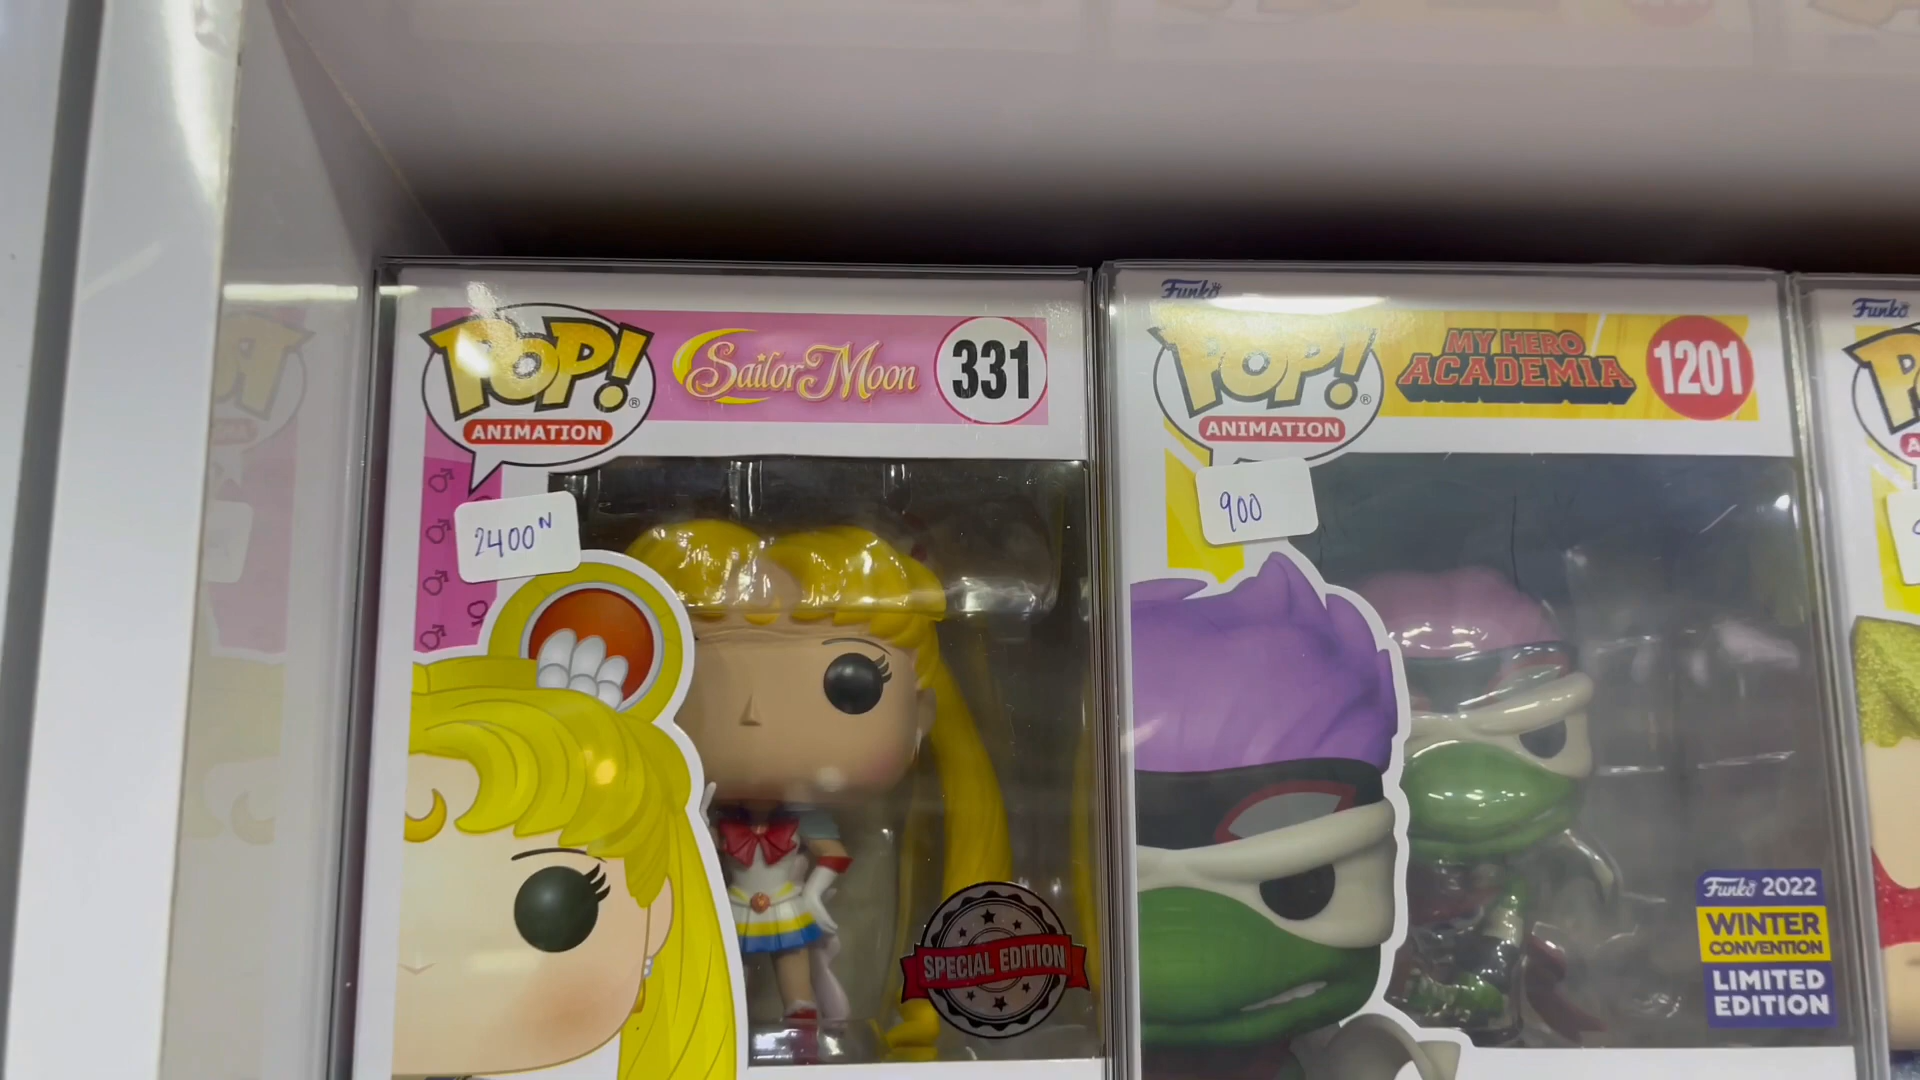 POP!
ANIMATION
Sailor Moon
331
2400 N
SPECIAL EDITION
Funko
POP!
ANIMATION
MY HERO
ACADEMIA
1201
900
Funko 2022
WINTER
CONVENTION
LIMITED
EDITION
Funko